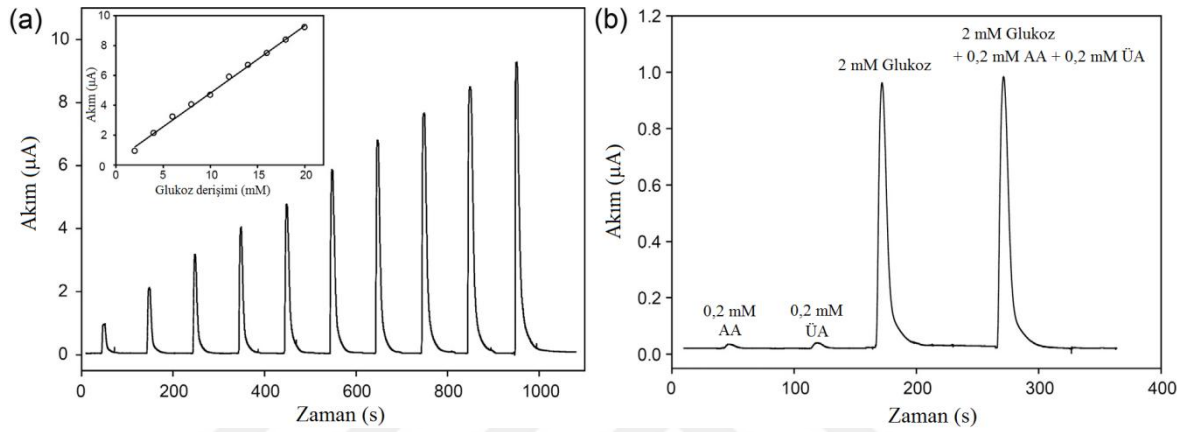 (a)
Akım (µA)
10
8
6
4
2
0
10
8
6
4
2
0
Akım (µA)
0
5
10
15
20
Glukoz derişimi (mM)
0
200
400
600
800
1000
Zaman (s)
(b)
Akım (µA)
1.2
1.0
0.8
0.6
0.4
0.2
0.0
2 mM Glukoz
2 mM Glukoz
+ 0,2 mM AA + 0,2 mM ÜA
0,2 mM
AA
0,2 mM
ÜA
0
100
200
300
400
Zaman (s)